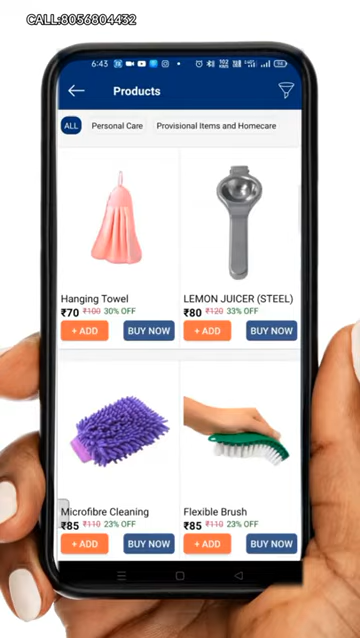 CALL:8056804432
6:43
Products
ALL
Personal Care
Provisional Items and Homecare
Hanging Towel
₹70 ₹100 30% OFF
+ ADD
BUY NOW
LEMON JUICER (STEEL)
₹80 ₹120 33% OFF
+ ADD
BUY NOW
Microfibre Cleaning
₹85 ₹110 23% OFF
+ ADD
BUY NOW
Flexible Brush
₹85 ₹110 23% OFF
+ ADD
BUY NOW